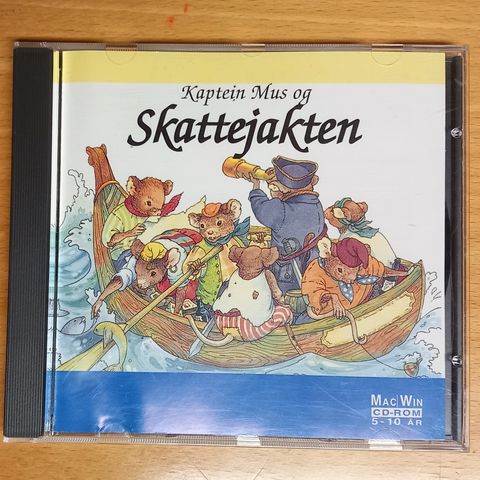 Kaptein Mus og
Skattejakten
MAC WIN
CD-ROM
5-10 ÅR